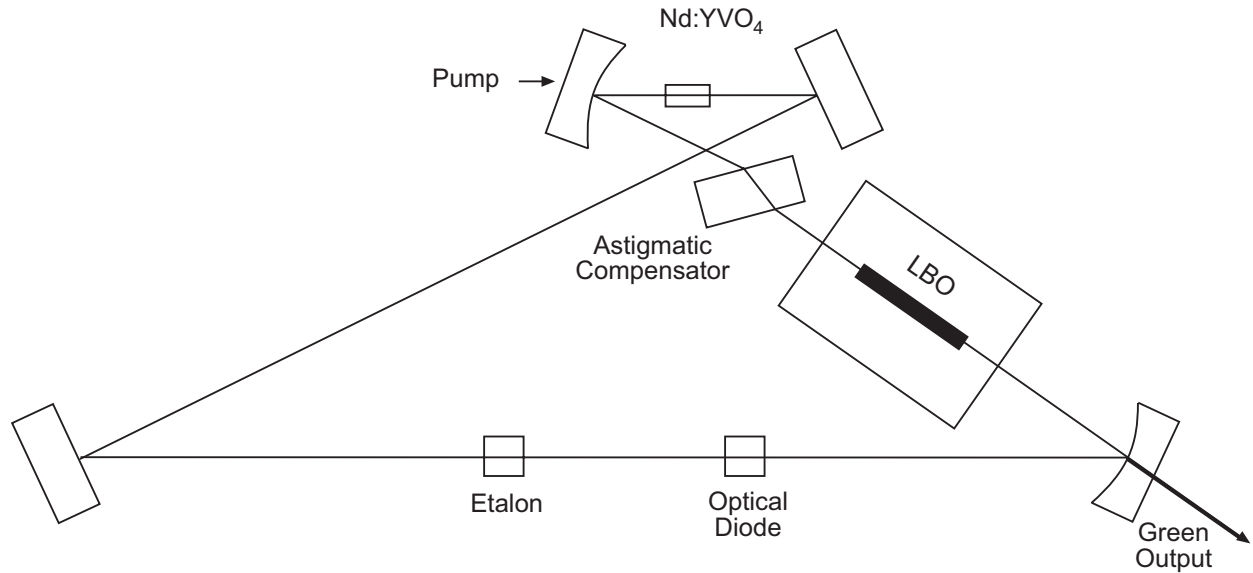 Nd:YVO4
Pump
Astigmatic
Compensator
LBO
Etalon
Optical
Diode
Green
Output